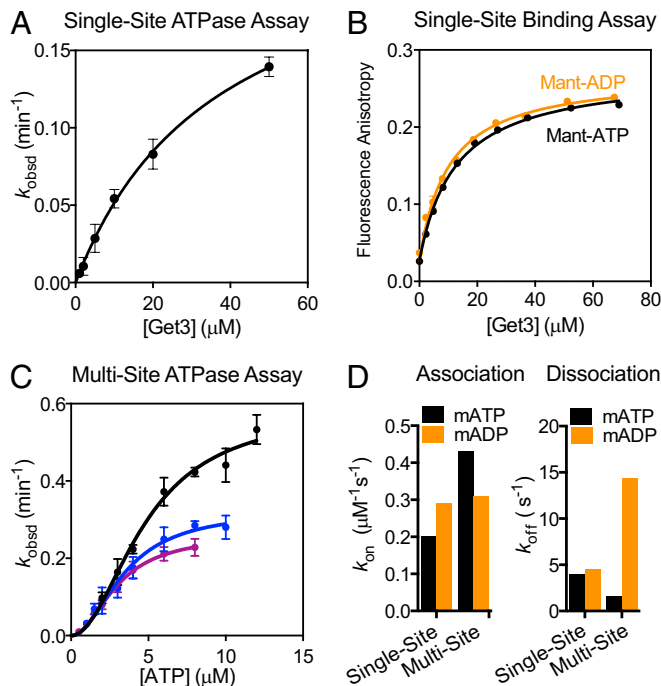 A Single-Site ATPase Assay
0.15
0.10
0.05
0.00
k_obsd (min⁻¹)
0 20 40 60
[Get3] (μM)
B Single-Site Binding Assay
0.3
0.2
0.1
0.0
Fluorescence Anisotropy
Mant-ADP
Mant-ATP
0 20 40 60 80
[Get3] (μM)
C Multi-Site ATPase Assay
0.6
0.4
0.2
0.0
k_obsd (min⁻¹)
0 5 10 15
[ATP] (μM)
D Association Dissociation
mATP
mADP
0.5
0.4
0.3
0.2
0.1
0.0
k_on (μM⁻¹s⁻¹)
Single-Site
Multi-Site
mATP
mADP
20
15
10
5
0
k_off ( s⁻¹)
Single-Site
Multi-Site